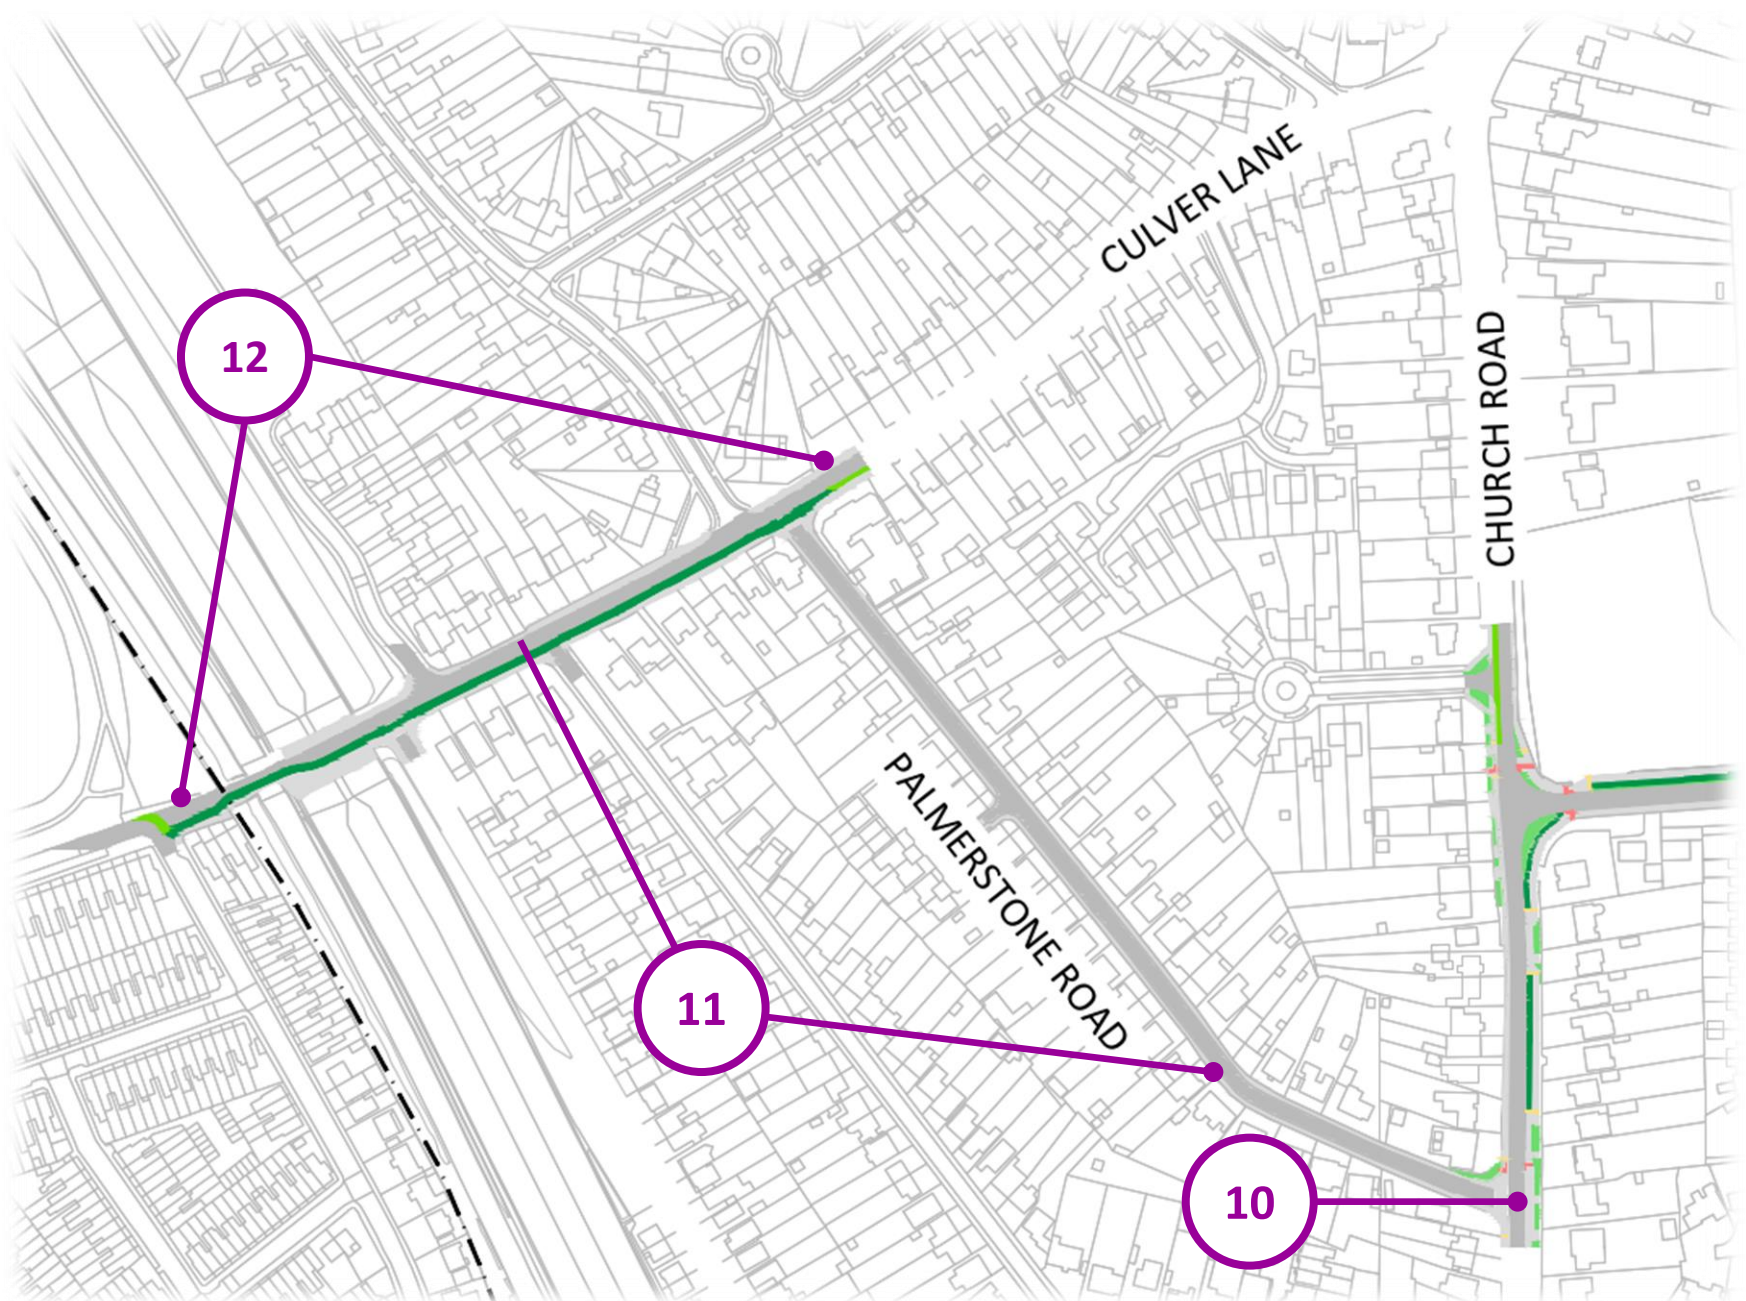 CULVER LANE
CHURCH ROAD
12
PALMERSTONE ROAD
11
10